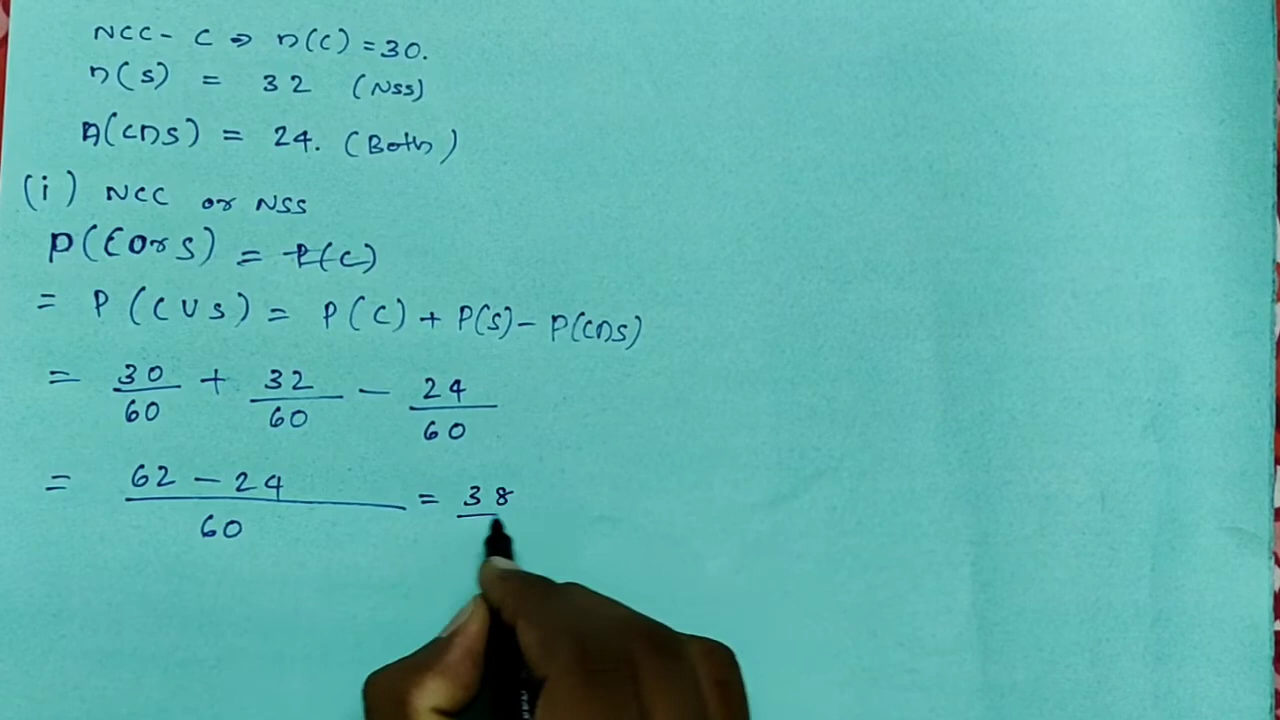 NCC - C ⇒ n(C) = 30.
n(S) = 32 (NSS)
n(C∩S) = 24. (Both)
(i) NCC or NSS
P(C or S) = P(C)
= P(C∪S) = P(C) + P(S) - P(C∩S)
= 30/60 + 32/60 - 24/60
= 62 - 24/60 = 38